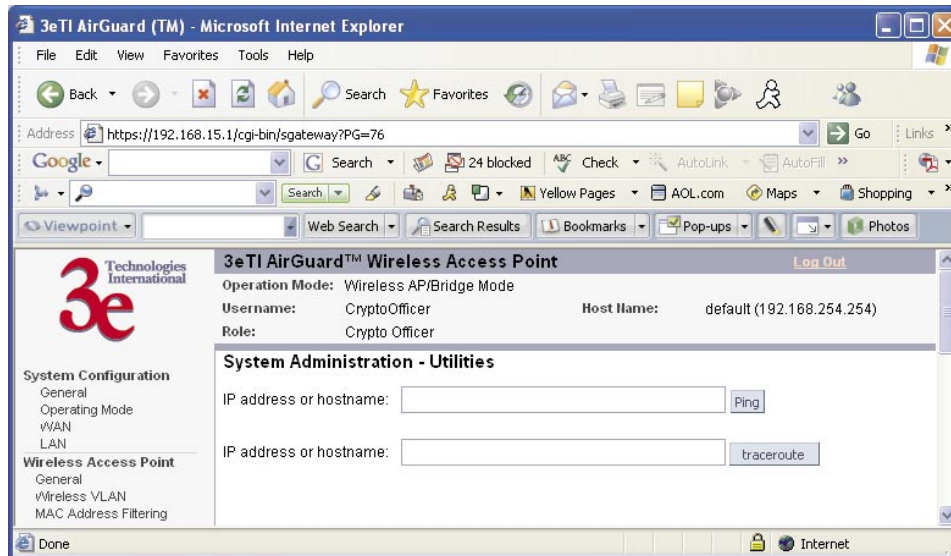 3eTI AirGuard (TM) - Microsoft Internet Explorer
File Edit View Favorites Tools Help
Back Search Favorites
Address https://192.168.15.1/cgi-bin/sgateway?PG=76 Go Links »
Google Search 24 blocked ABC Check AutoLink AutoFill »
Search Yellow Pages AOL.com Maps Shopping »
Viewpoint Web Search Search Results Bookmarks Pop-ups Photos
3e Technologies International
3eTI AirGuard™ Wireless Access Point Log Out
Operation Mode: Wireless AP/Bridge Mode
Username: CryptoOfficer Host Name: default (192.168.254.254)
Role: Crypto Officer
System Configuration
General
Operating Mode
WAN
LAN
Wireless Access Point
General
Wireless VLAN
MAC Address Filtering
System Administration - Utilities
IP address or hostname: Ping
IP address or hostname: traceroute
Done Internet